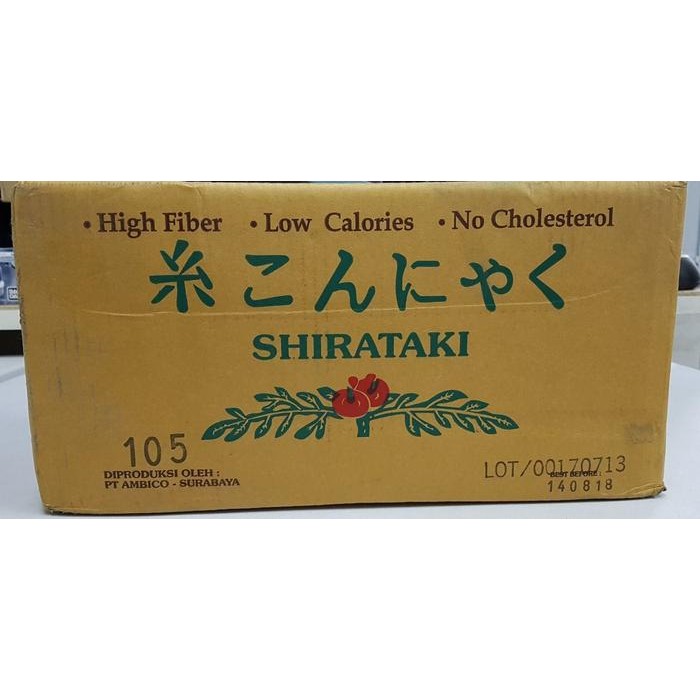 • High Fiber • Low Calories • No Cholesterol
糸こんにゃく
SHIRATAKI
105
DIPRODUKSI OLEH :
PT AMBICO - SURABAYA
LOT/00170713
BEST BEFORE :
140818